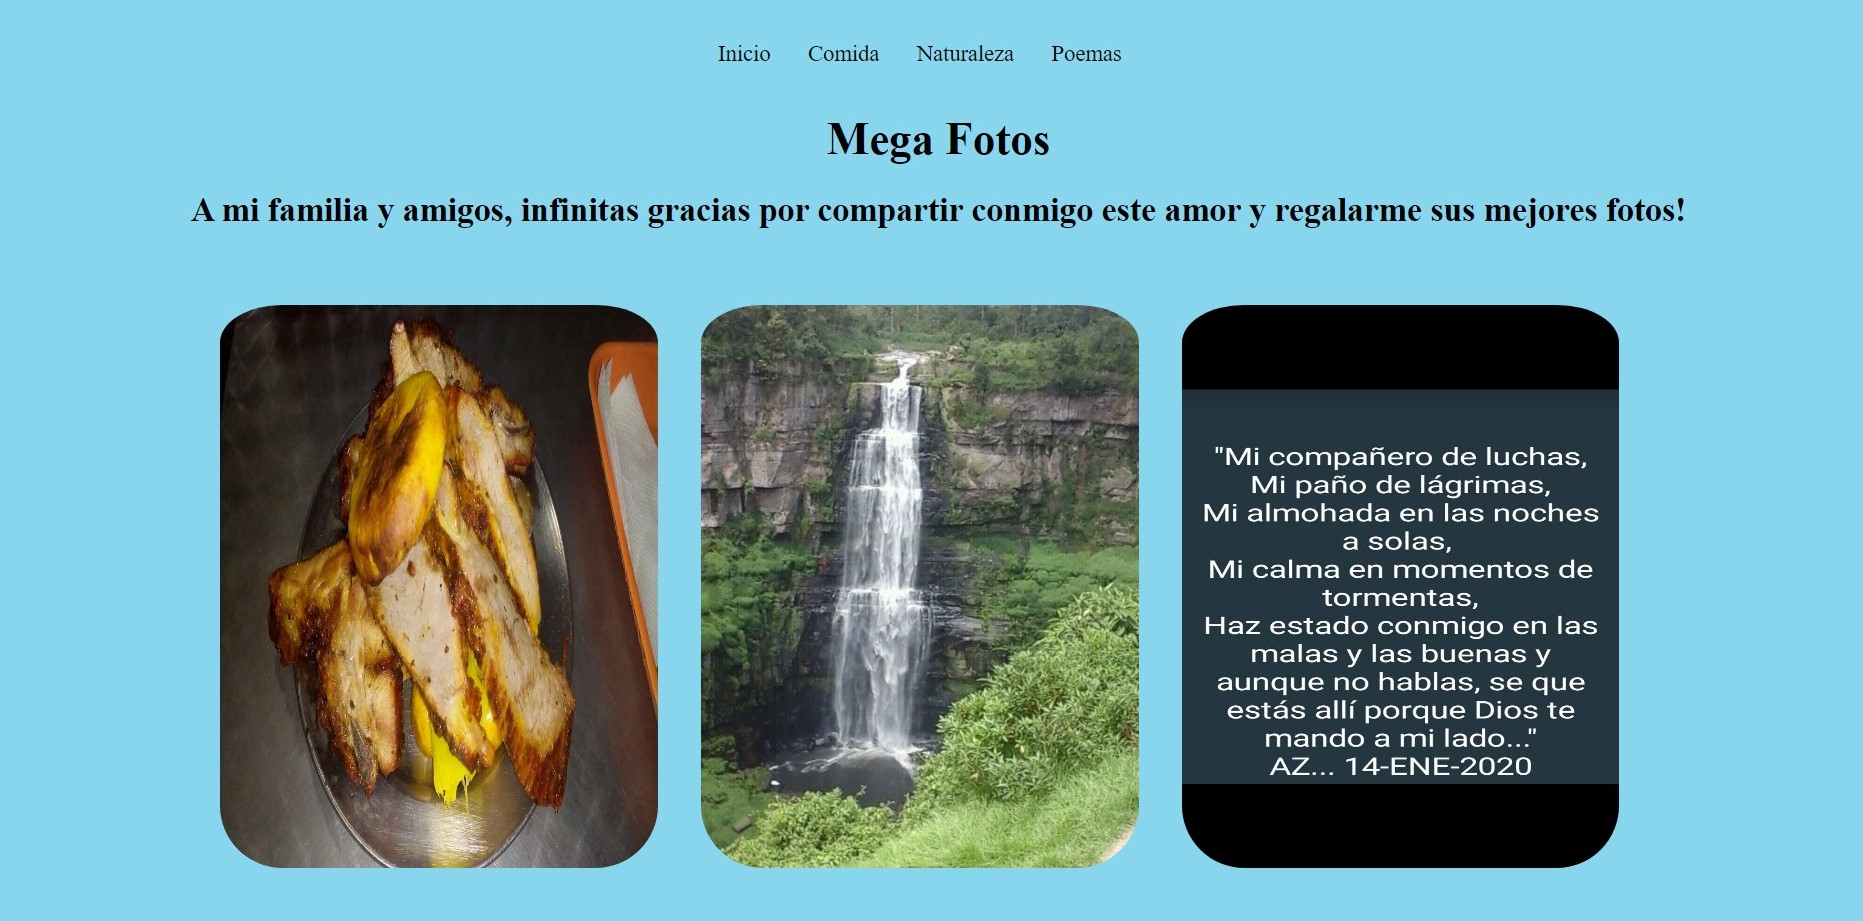 Inicio Comida Naturaleza Poemas
Mega Fotos
A mi familia y amigos, infinitas gracias por compartir conmigo este amor y regalarme sus mejores fotos!
"Mi compañero de luchas,
Mi paño de lágrimas,
Mi almohada en las noches
a solas,
Mi calma en momentos de
tormentas,
Haz estado conmigo en las
malas y las buenas y
aunque no hablas, se que
estás allí porque Dios te
mando a mi lado..."
AZ... 14-ENE-2020